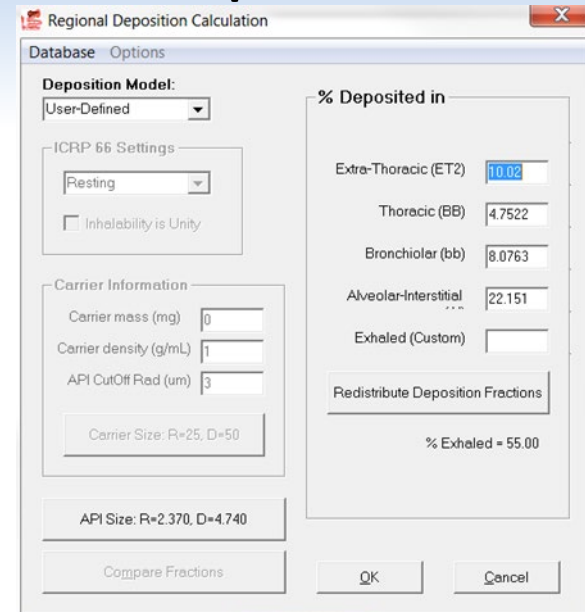 Regional Deposition Calculation
Database Options
Deposition Model:
User-Defined
ICRP 66 Settings
Resting
Inhalability is Unity
Carrier Information
Carrier mass (mg) 0
Carrier density (g/mL) 1
API CutOff Rad (um) 3
Carrier Size: R=25, D=50
API Size: R=2.370, D=4.740
Compare Fractions
% Deposited in
Extra-Thoracic (ET2) 10.02
Thoracic (BB) 4.7522
Bronchiolar (bb) 8.0763
Alveolar-Interstitial 22.151
Exhaled (Custom)
Redistribute Deposition Fractions
% Exhaled = 55.00
OK Cancel